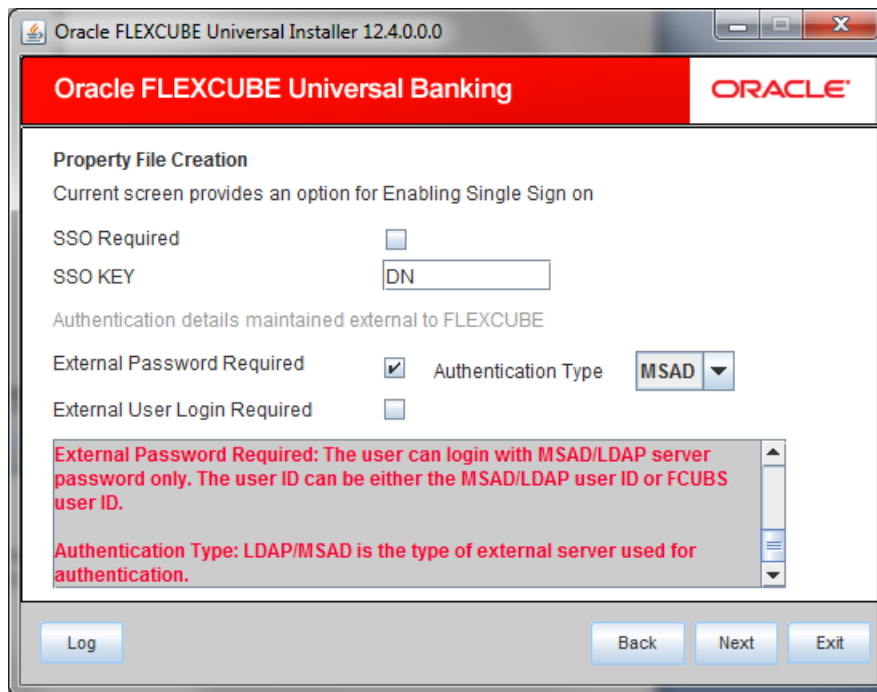 Oracle FLEXCUBE Universal Installer 12.4.0.0.0
Oracle FLEXCUBE Universal Banking
ORACLE
Property File Creation
Current screen provides an option for Enabling Single Sign on
SSO Required
SSO KEY DN
Authentication details maintained external to FLEXCUBE
External Password Required Authentication Type MSAD
External User Login Required
External Password Required: The user can login with MSAD/LDAP server
password only. The user ID can be either the MSAD/LDAP user ID or FCUBS
user ID.
Authentication Type: LDAP/MSAD is the type of external server used for
authentication.
Log Back Next Exit